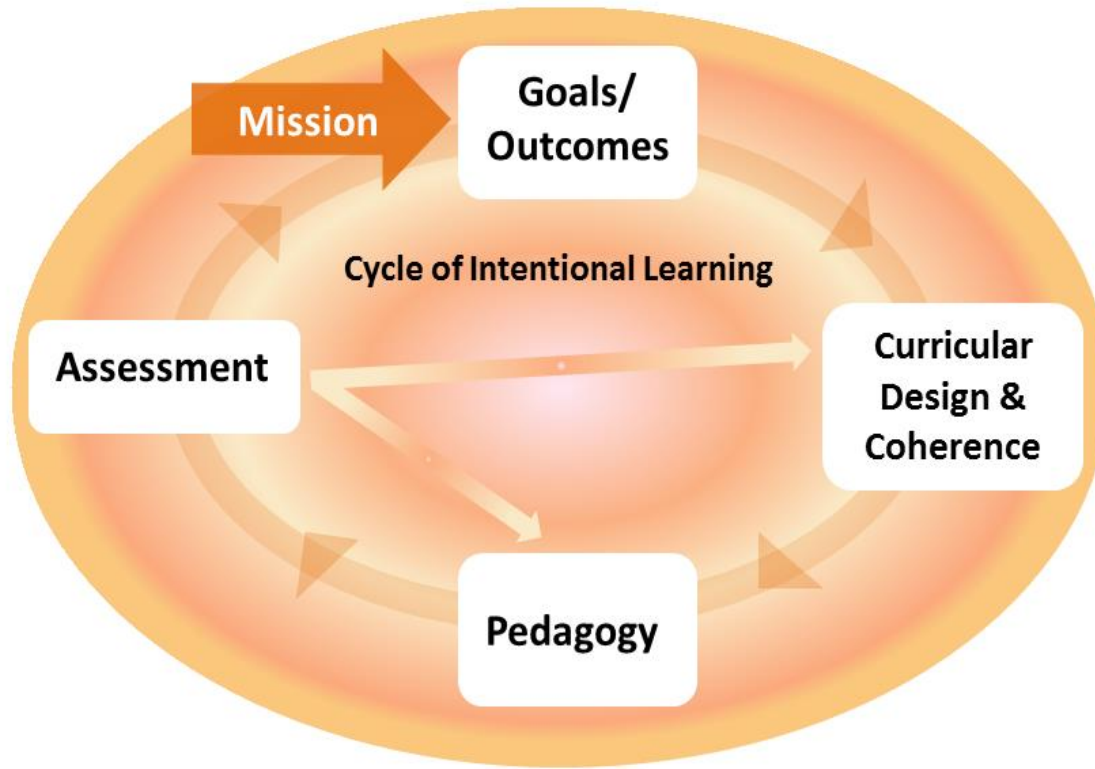 Goals/
Outcomes
Mission
Cycle of Intentional Learning
Assessment
Curricular
Design &
Coherence
Pedagogy